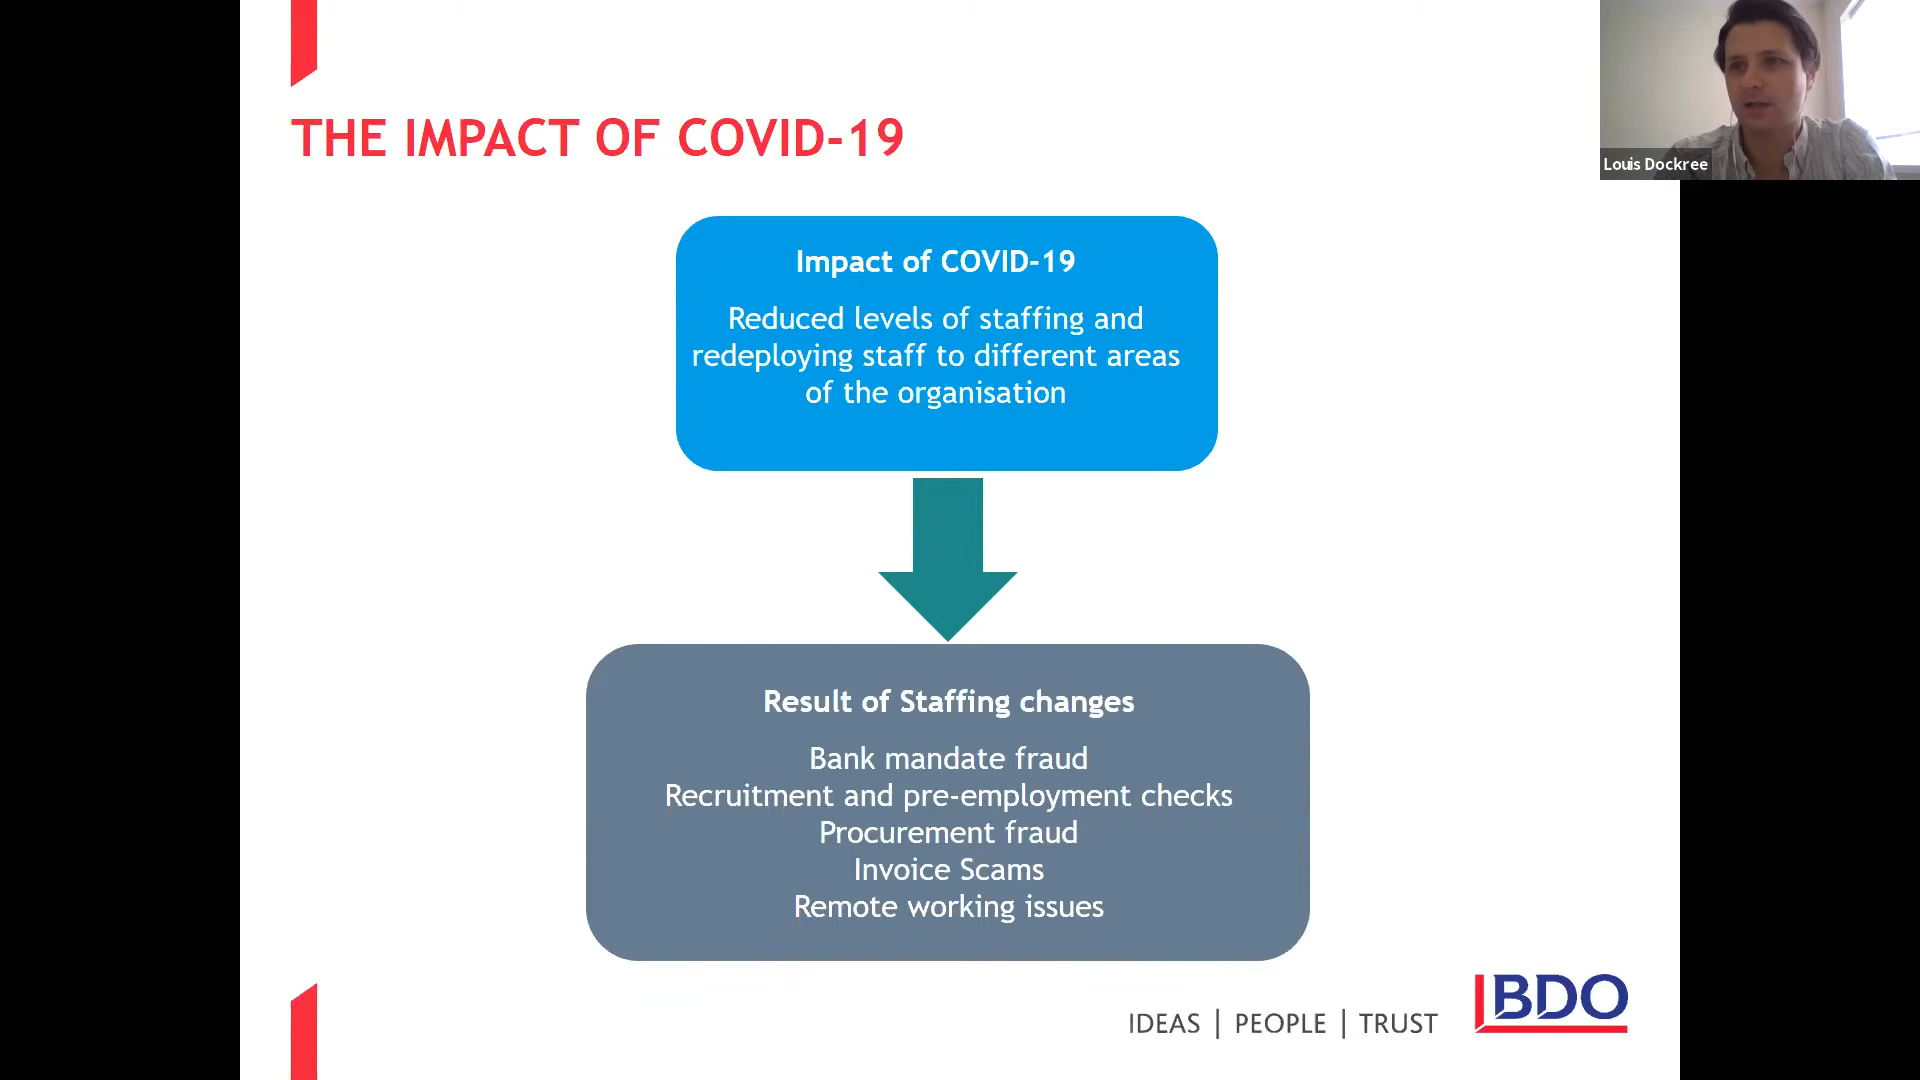 THE IMPACT OF COVID-19
Louis Dockree
Impact of COVID-19
Reduced levels of staffing and
redeploying staff to different areas
of the organisation
Result of Staffing changes
Bank mandate fraud
Recruitment and pre-employment checks
Procurement fraud
Invoice Scams
Remote working issues
IDEAS | PEOPLE | TRUST
BDO